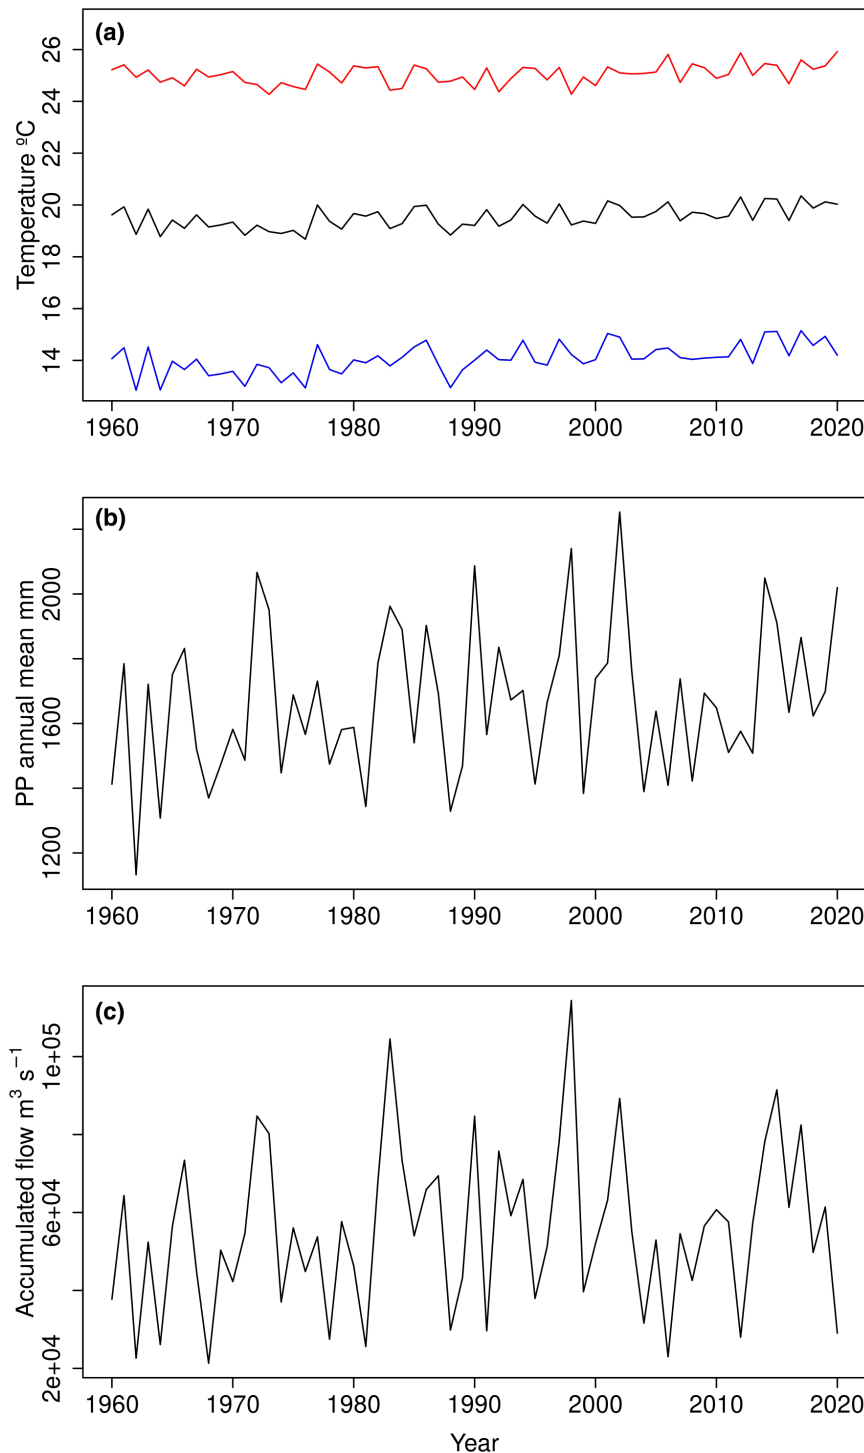 (a)
Temperature ºC
26
24
22
20
18
16
14
1960 1970 1980 1990 2000 2010 2020
(b)
PP annual mean mm
2000
1600
1200
1960 1970 1980 1990 2000 2010 2020
(c)
Accumulated flow m³ s⁻¹
1e+05
6e+04
2e+04
1960 1970 1980 1990 2000 2010 2020
Year